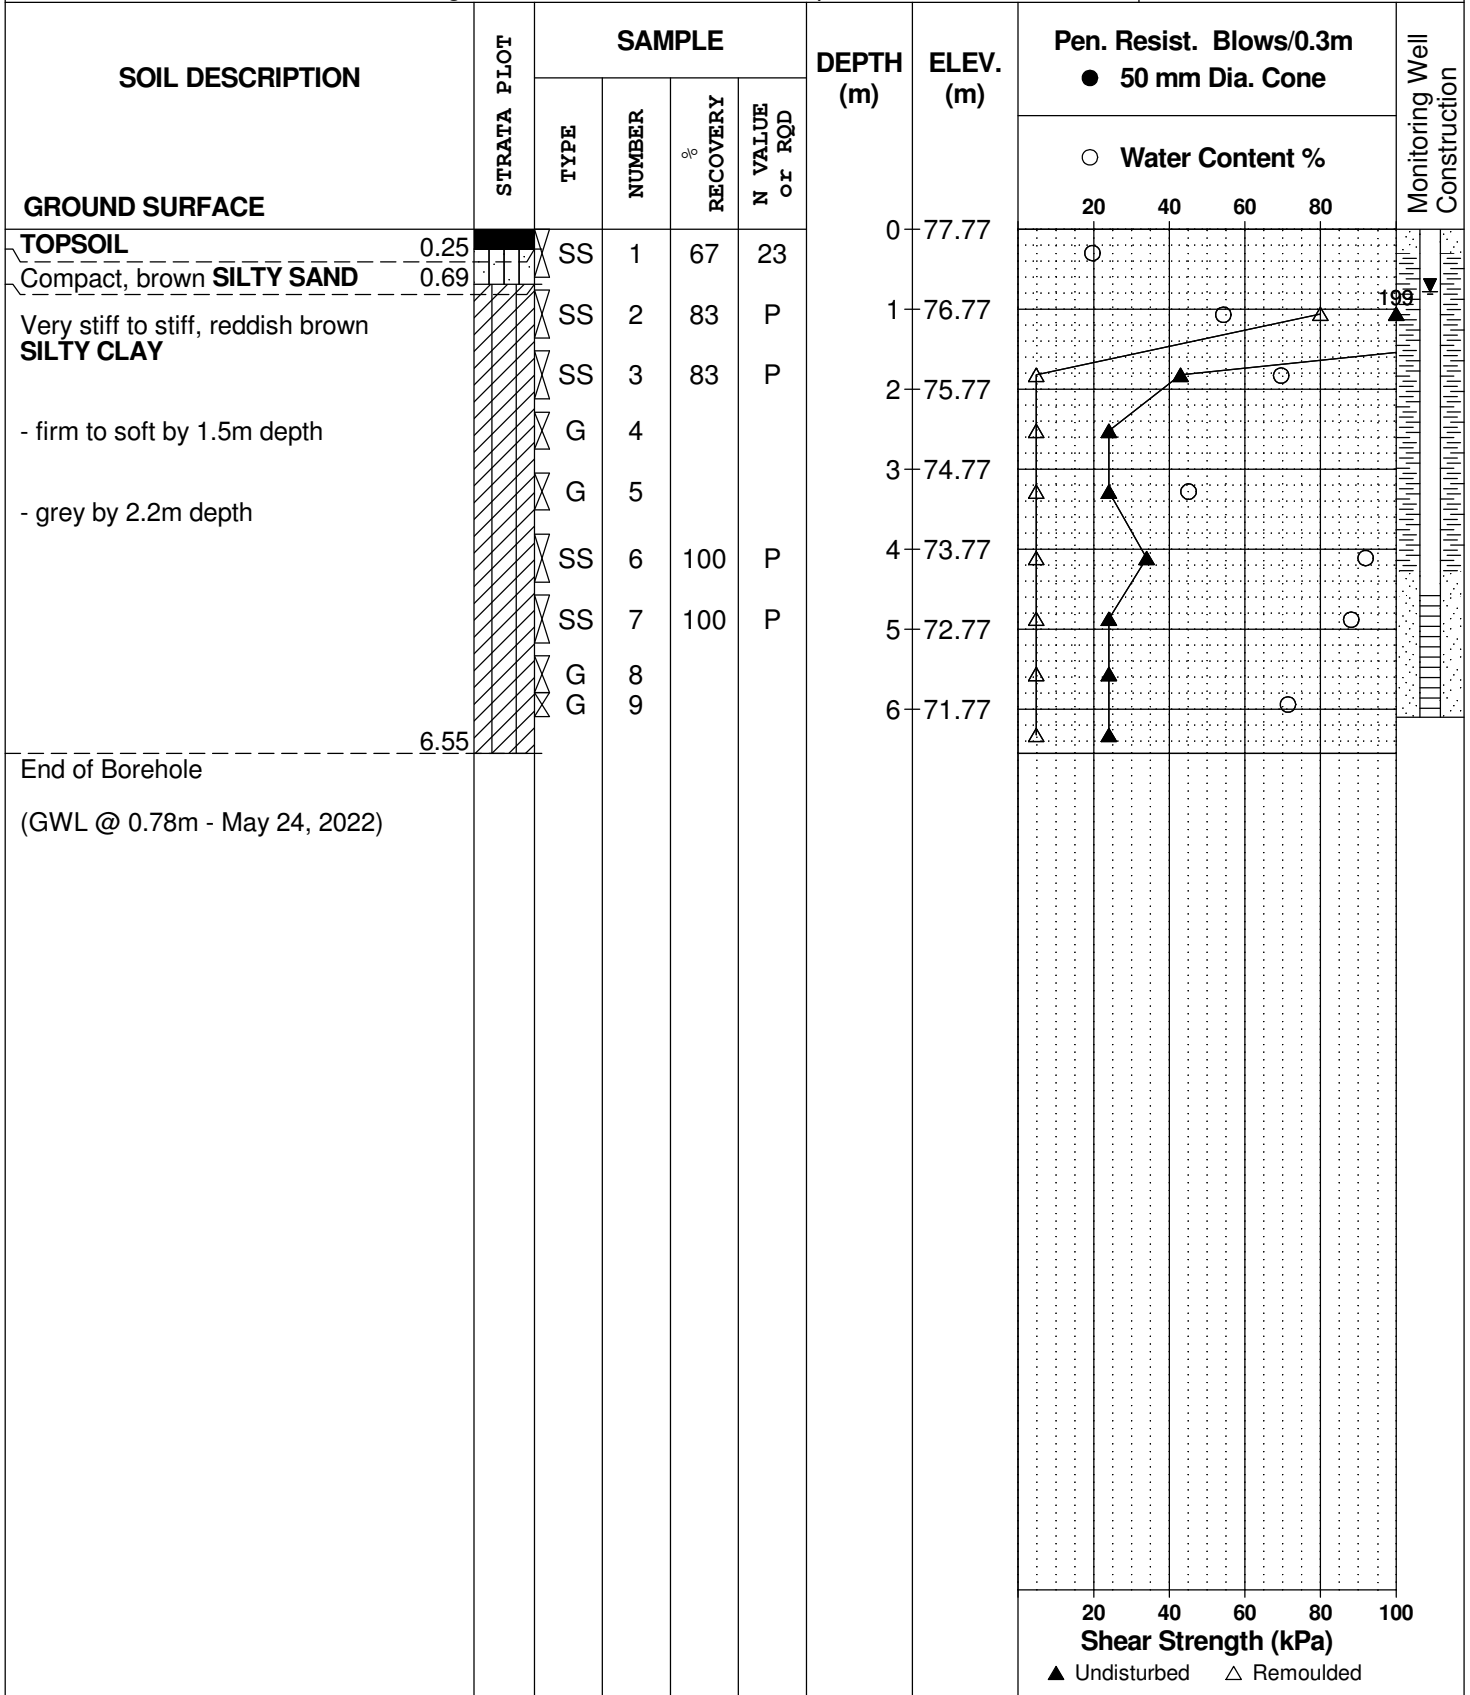 SOIL DESCRIPTION
GROUND SURFACE
STRATA PLOT
SAMPLE
TYPE
NUMBER
%
RECOVERY
N VALUE
or RQD
DEPTH
(m)
ELEV.
(m)
Pen. Resist. Blows/0.3m
● 50 mm Dia. Cone
○ Water Content %
20 40 60 80
Monitoring Well
Construction
TOPSOIL 0.25
Compact, brown SILTY SAND 0.69
Very stiff to stiff, reddish brown
SILTY CLAY
- firm to soft by 1.5m depth
- grey by 2.2m depth
6.55
End of Borehole
(GWL @ 0.78m - May 24, 2022)
SS 1 67 23
SS 2 83 P
SS 3 83 P
G 4
G 5
SS 6 100 P
SS 7 100 P
G 8
G 9
0 77.77
1 76.77
2 75.77
3 74.77
4 73.77
5 72.77
6 71.77
199
20 40 60 80 100
Shear Strength (kPa)
▲ Undisturbed △ Remoulded